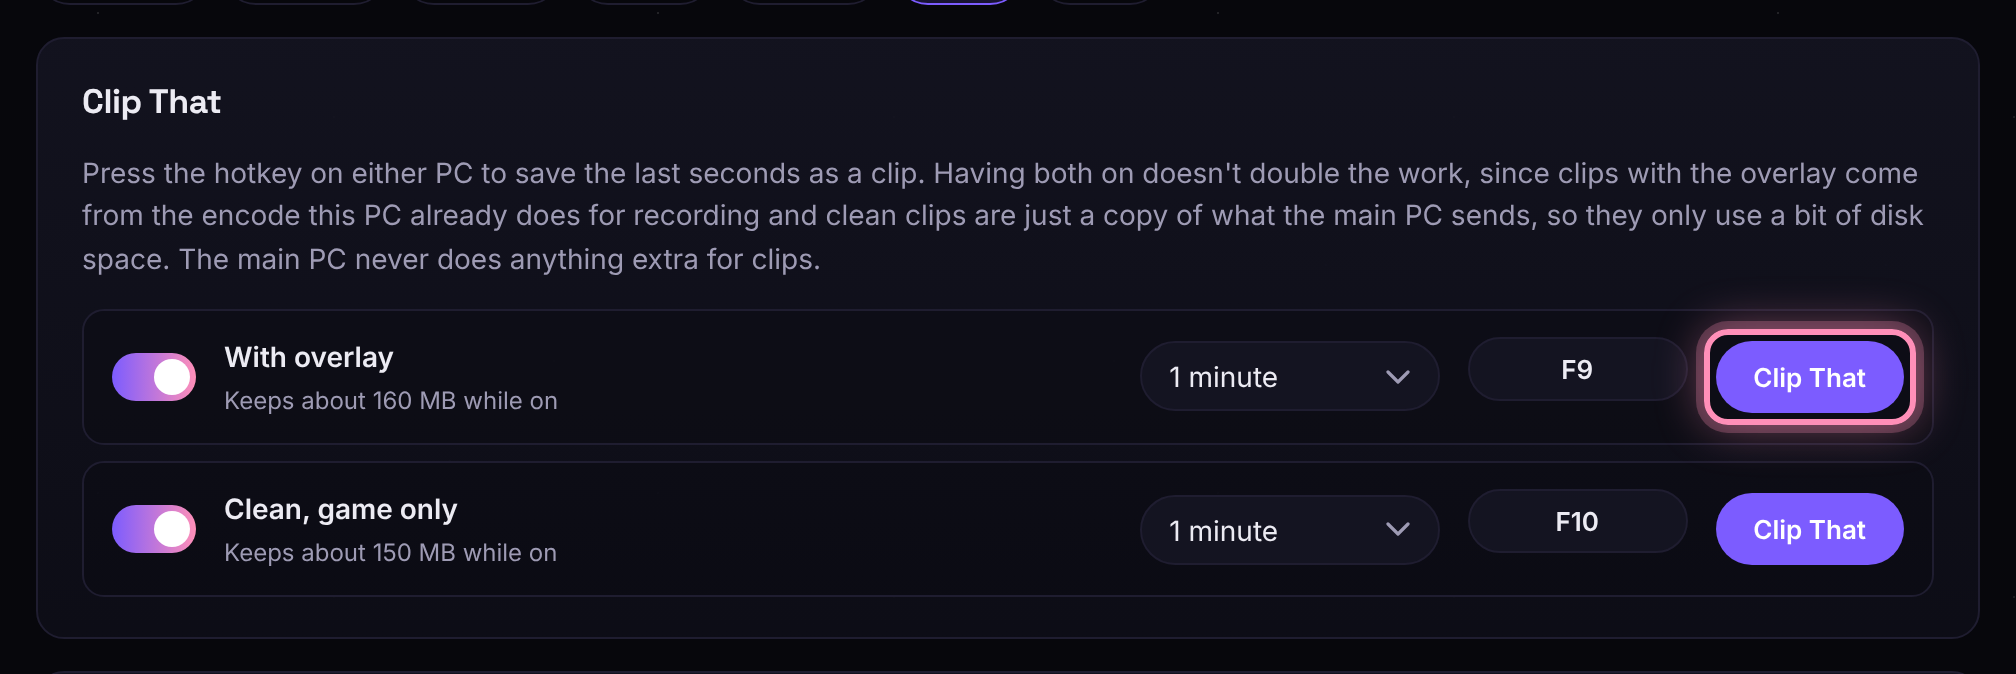 Clip That
Press the hotkey on either PC to save the last seconds as a clip. Having both on doesn't double the work, since clips with the overlay come
from the encode this PC already does for recording and clean clips are just a copy of what the main PC sends, so they only use a bit of disk
space. The main PC never does anything extra for clips.
With overlay
Keeps about 160 MB while on
1 minute
F9
Clip That
Clean, game only
Keeps about 150 MB while on
1 minute
F10
Clip That